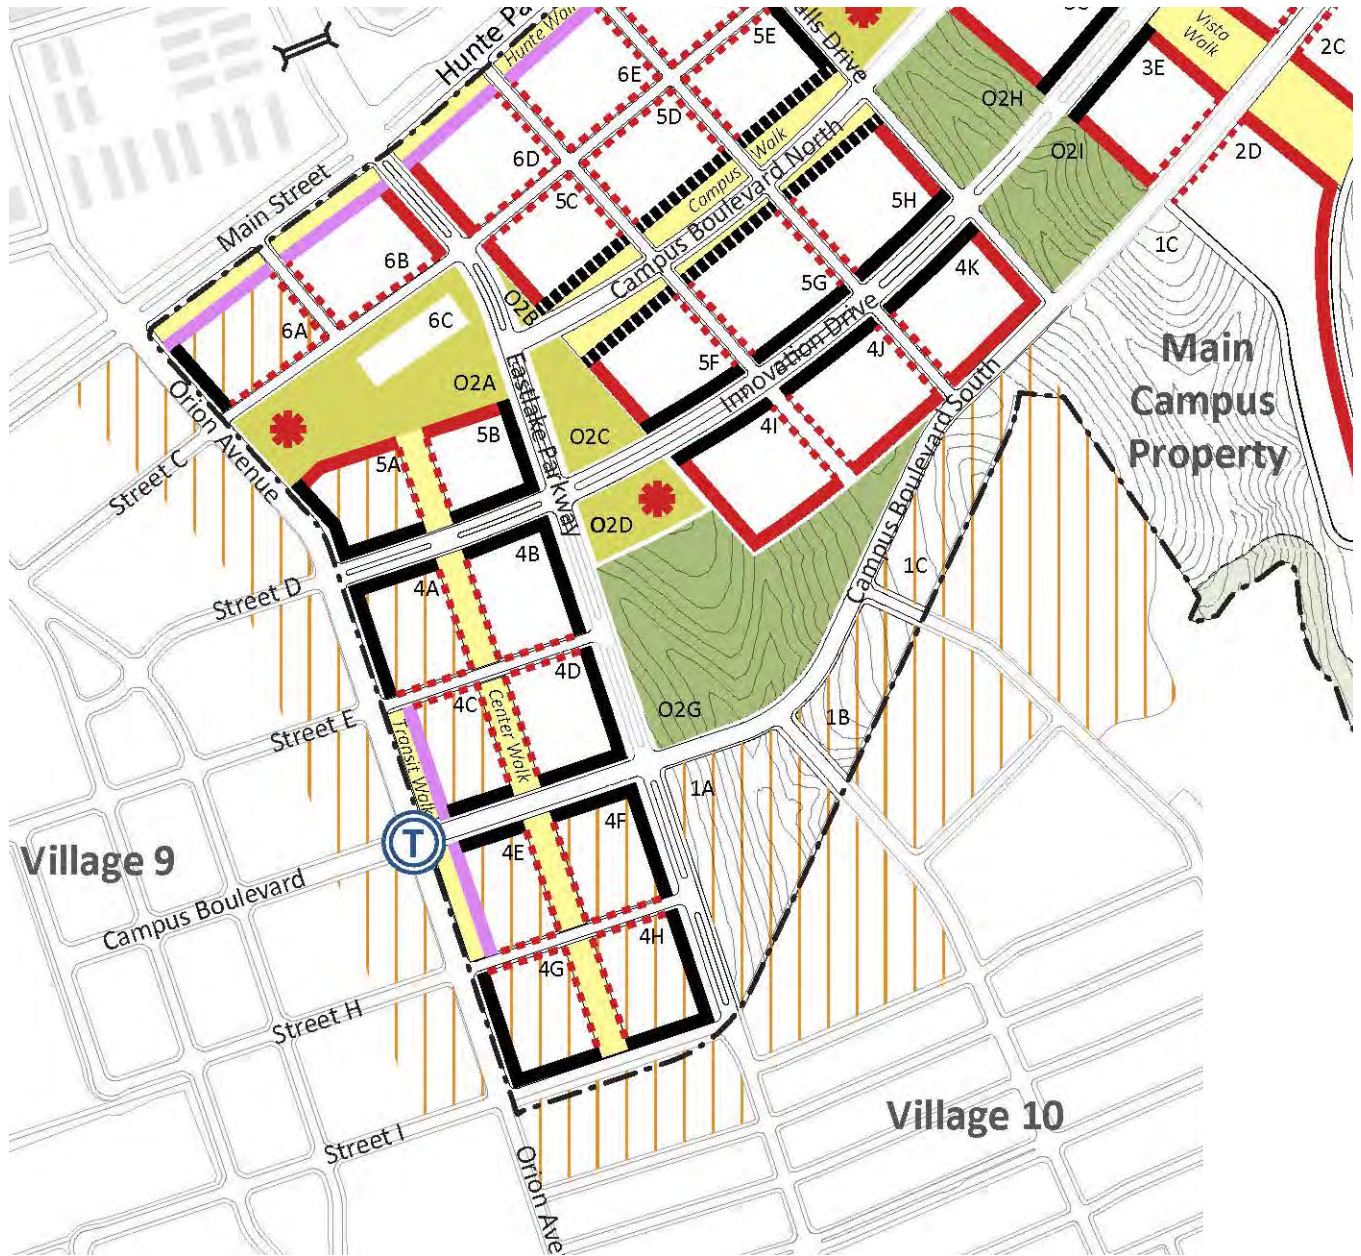 Hunte Pa
Hunte Walk
alls Drive
5E
Vista
Walk
2C
3E
6E
O2H
5D
Walk
O2I
2D
6D
Campus
Campus Boulevard North
5C
5H
Main Street
1C
6B
4K
5G
6A
6C
O2B
Main
Campus
Property
4J
5F
Innovation Drive
Eastlake Parkway
O2A
Orion Avenue
4I
5B
O2C
Campus Boulevard South
Street C
5A
O2D
4B
1C
4A
Street D
4D
4C
Center Walk
O2G
1B
Street E
Transit Walk
1A
4F
T
4E
Village 9
Campus Boulevard
4H
4G
Street H
Village 10
Street I
Orion Ave